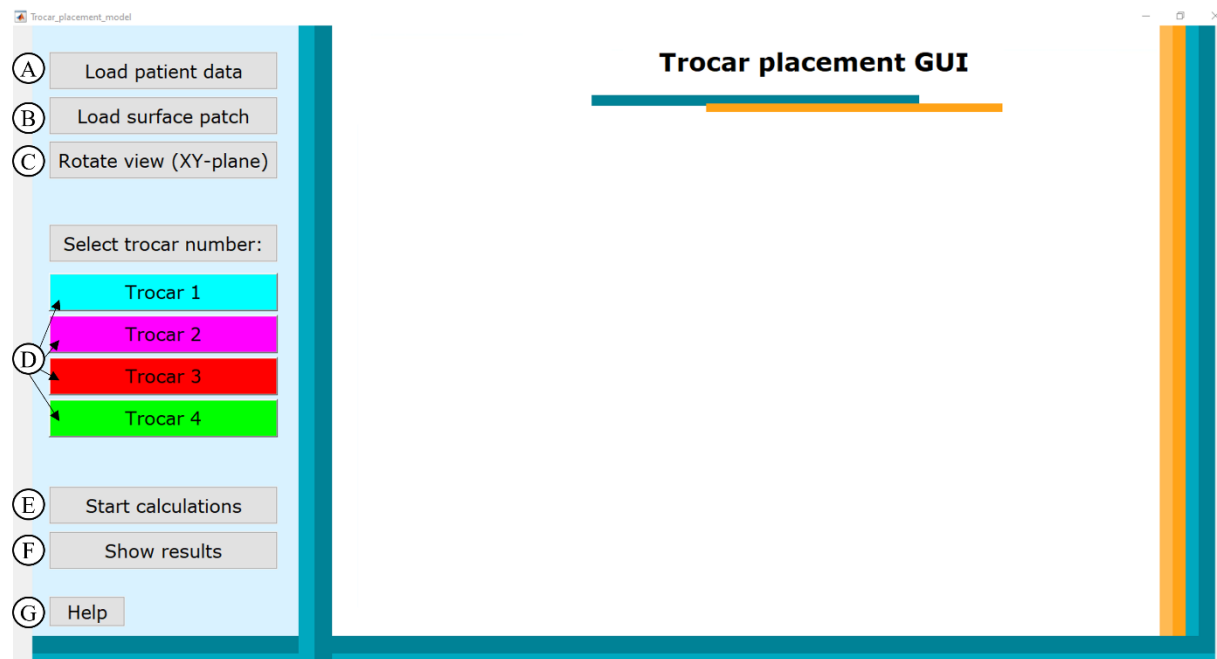 Trocar_placement_model
Trocar placement GUI
A Load patient data
B Load surface patch
C Rotate view (XY-plane)
Select trocar number:
Trocar 1
Trocar 2
D
Trocar 3
Trocar 4
E Start calculations
F Show results
G Help